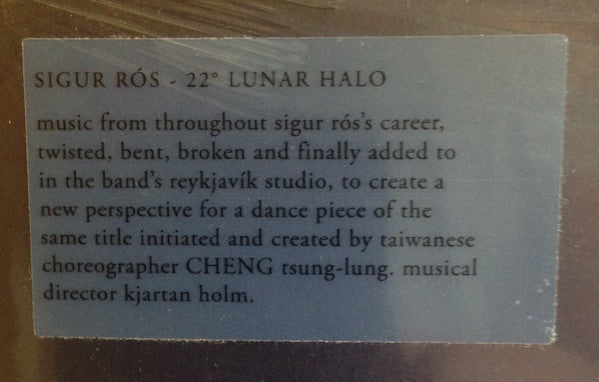 SIGUR RÓS - 22° LUNAR HALO
music from throughout sigur rós's career,
twisted, bent, broken and finally added to
in the band's reykjavík studio, to create a
new perspective for a dance piece of the
same title initiated and created by taiwanese
choreographer CHENG tsung-lung. musical
director kjartan holm.